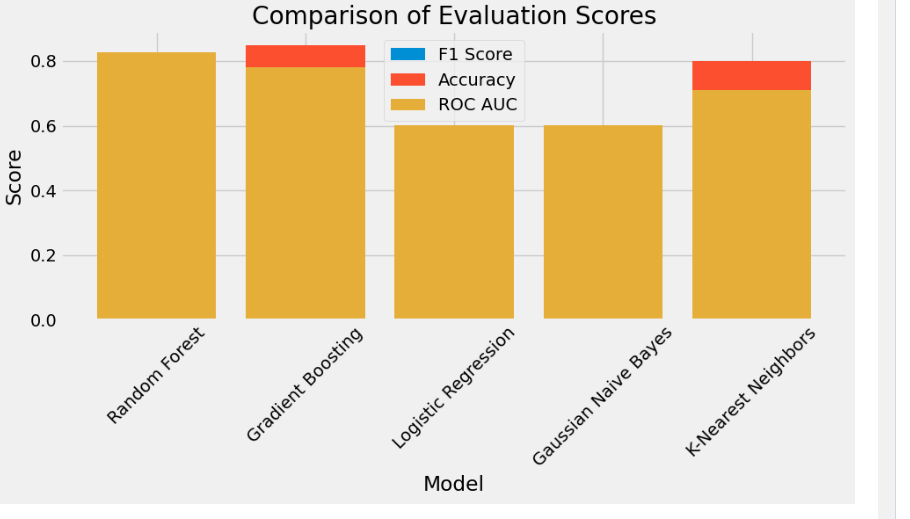 Comparison of Evaluation Scores
F1 Score
Accuracy
ROC AUC
0.8
0.6
0.4
0.2
0.0
Score
Random Forest
Gradient Boosting
Logistic Regression
Gaussian Naive Bayes
K-Nearest Neighbors
Model